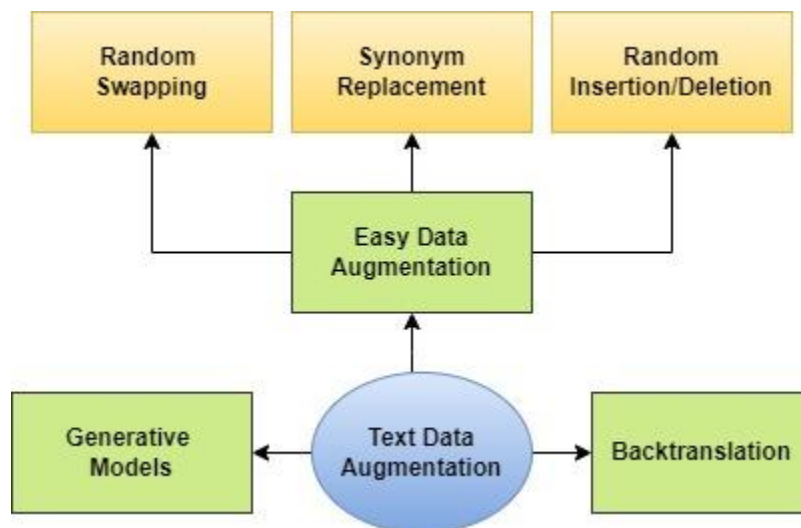 Random
Swapping
Synonym
Replacement
Random
Insertion/Deletion
Easy Data
Augmentation
Generative
Models
Text Data
Augmentation
Backtranslation